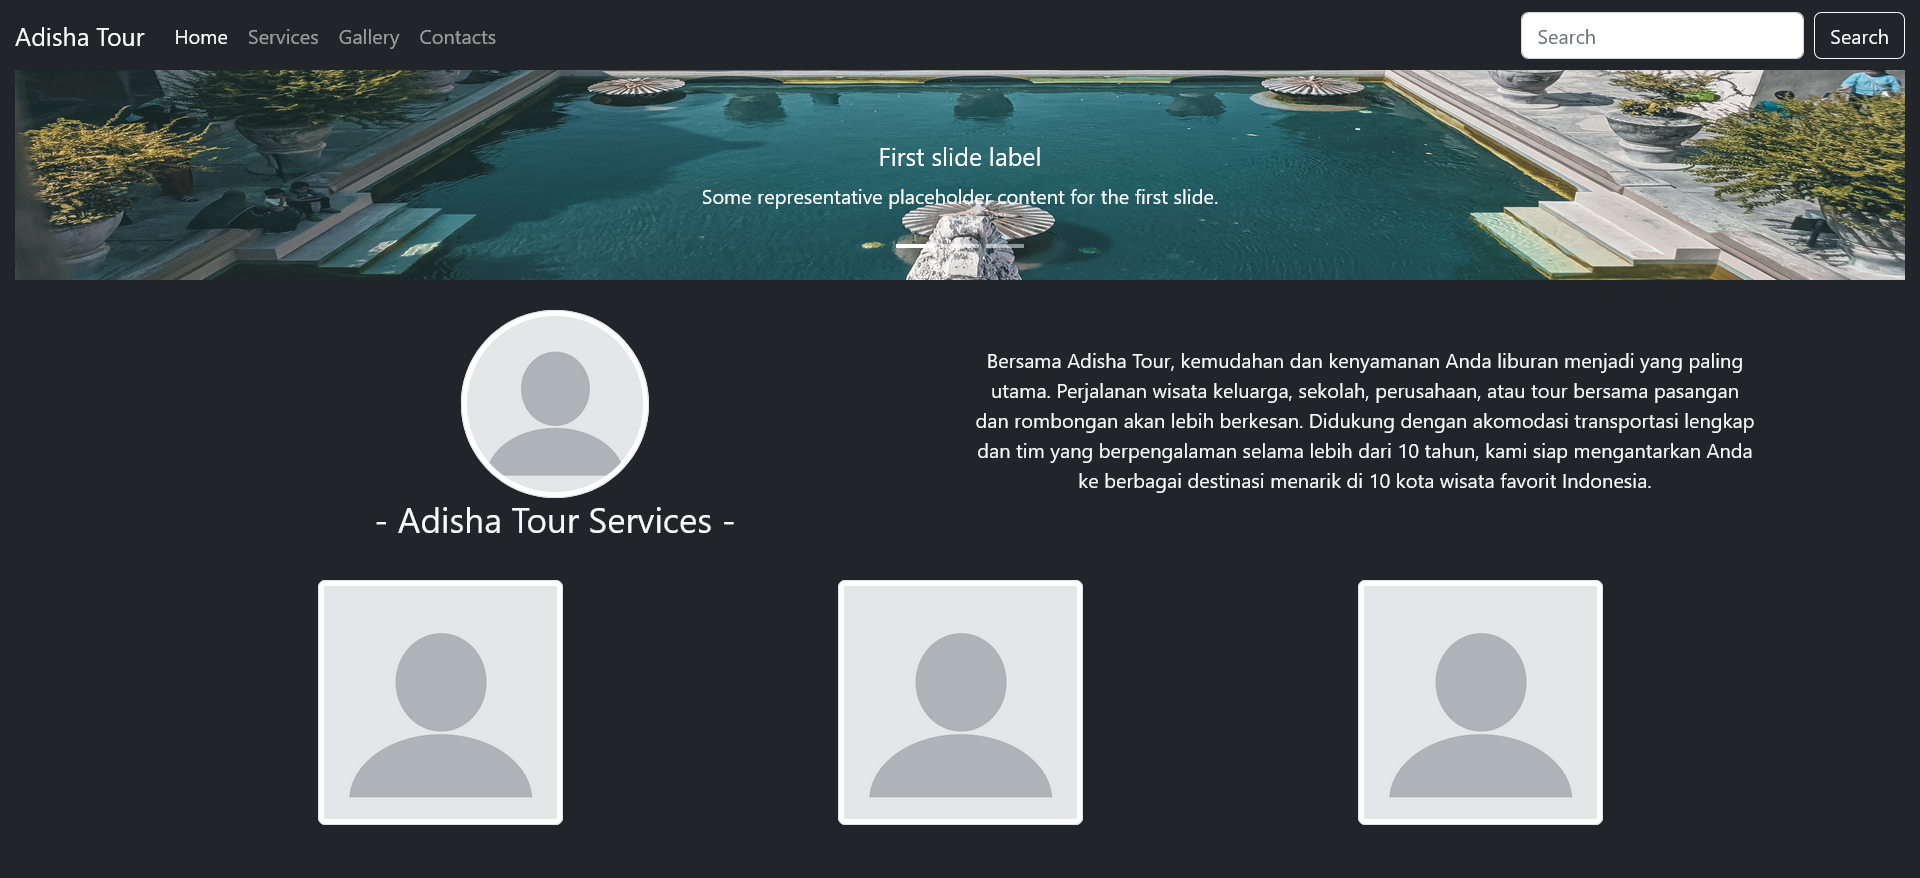 Adisha Tour Home Services Gallery Contacts Search Search
First slide label
Some representative placeholder content for the first slide.
Bersama Adisha Tour, kemudahan dan kenyamanan Anda liburan menjadi yang paling
utama. Perjalanan wisata keluarga, sekolah, perusahaan, atau tour bersama pasangan
dan rombongan akan lebih berkesan. Didukung dengan akomodasi transportasi lengkap
dan tim yang berpengalaman selama lebih dari 10 tahun, kami siap mengantarkan Anda
ke berbagai destinasi menarik di 10 kota wisata favorit Indonesia.
- Adisha Tour Services -